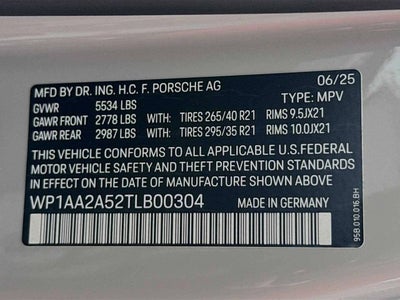 MFD BY DR. ING. H.C. F. PORSCHE AG 06/25
GVWR 5534 LBS TYPE: MPV
GAWR FRONT 2778 LBS WITH: TIRES 265/40 R21 RIMS 9.5JX21
GAWR REAR 2987 LBS WITH: TIRES 295/35 R21 RIMS 10.0JX21
THIS VEHICLE CONFORMS TO ALL APPLICABLE U.S.FEDERAL
MOTOR VEHICLE SAFETY AND THEFT PREVENTION STANDARDS
IN EFFECT ON THE DATE OF MANUFACTURE SHOWN ABOVE.
WP1AA2A52TLB00304 MADE IN GERMANY
95B.010.016.BH